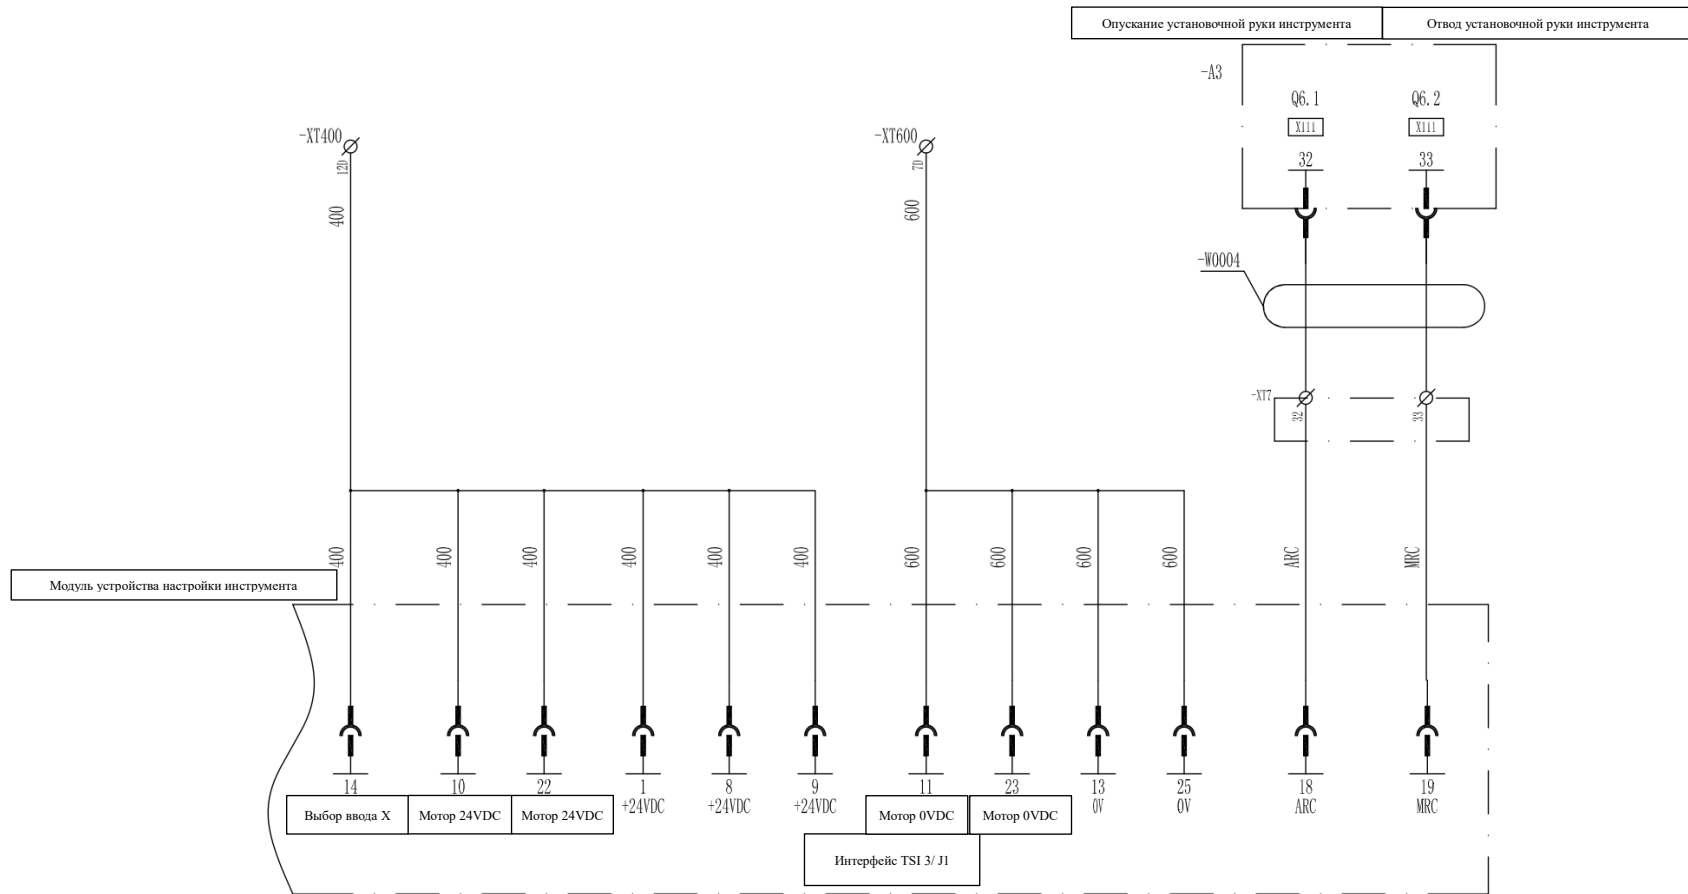 Опускание установочной руки инструмента
Отвод установочной руки инструмента
-A3
Q6.1
Q6.2
X111
X111
32
33
-XT400
12D
400
-XT600
7D
600
-W0004
-XT7
32
33
400
400
400
400
400
400
600
600
600
600
ARC
MRC
Модуль устройства настройки инструмента
14
10
22
1
8
9
11
23
13
25
18
19
Выбор ввода X
Мотор 24VDC
Мотор 24VDC
+24VDC
+24VDC
+24VDC
Мотор 0VDC
Мотор 0VDC
0V
0V
ARC
MRC
Интерфейс TSI 3/ J1